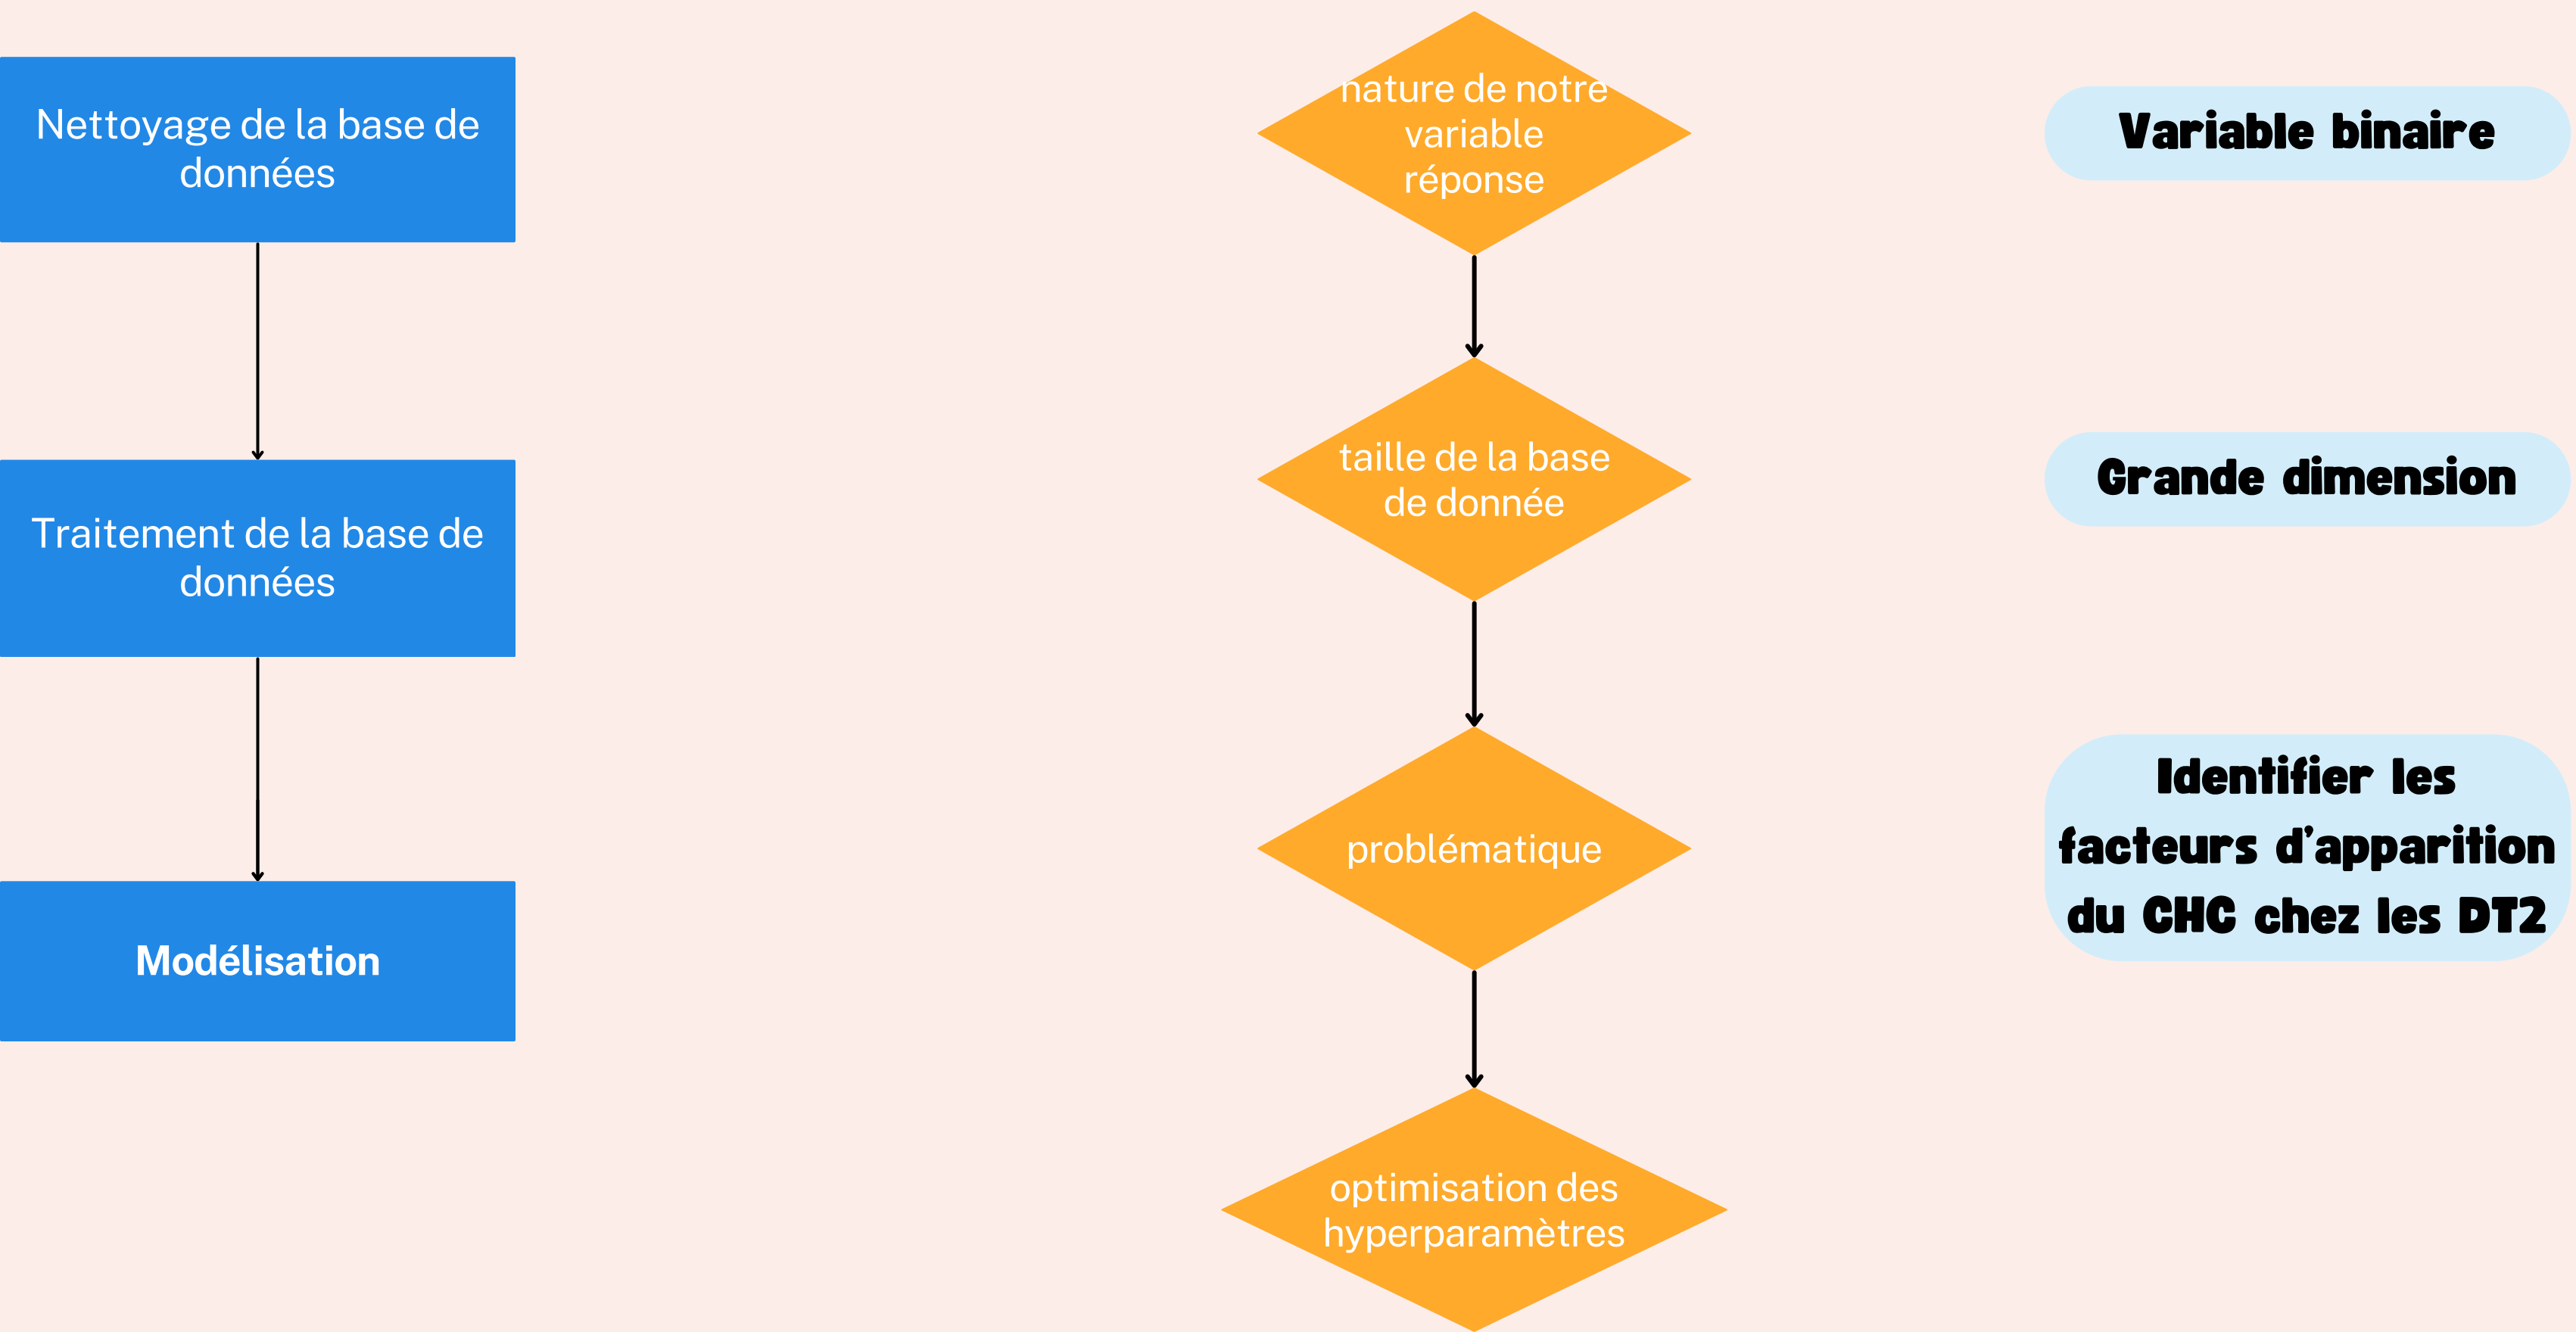 Nettoyage de la base de
données
Traitement de la base de
données
Modélisation
nature de notre
variable
réponse
taille de la base
de donnée
problématique
optimisation des
hyperparamètres
Variable binaire
Grande dimension
Identifier les
facteurs d'apparition
du CHC chez les DT2